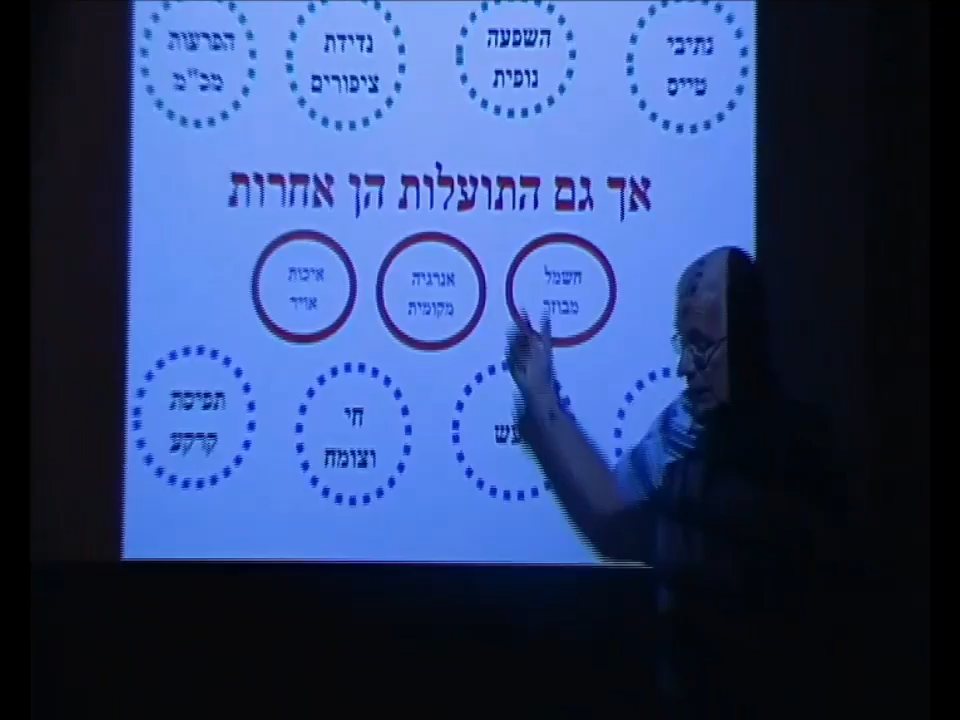 נתיבי
טייס
השפעה
נופית
נדידת
ציפורים
הפרעות
מכ"מ
אך גם התועלות הן אחרות
חשמל
מבוזר
אנרגיה
מקומית
איכות
אויר
חי
וצומח
תפיסת
קרקע